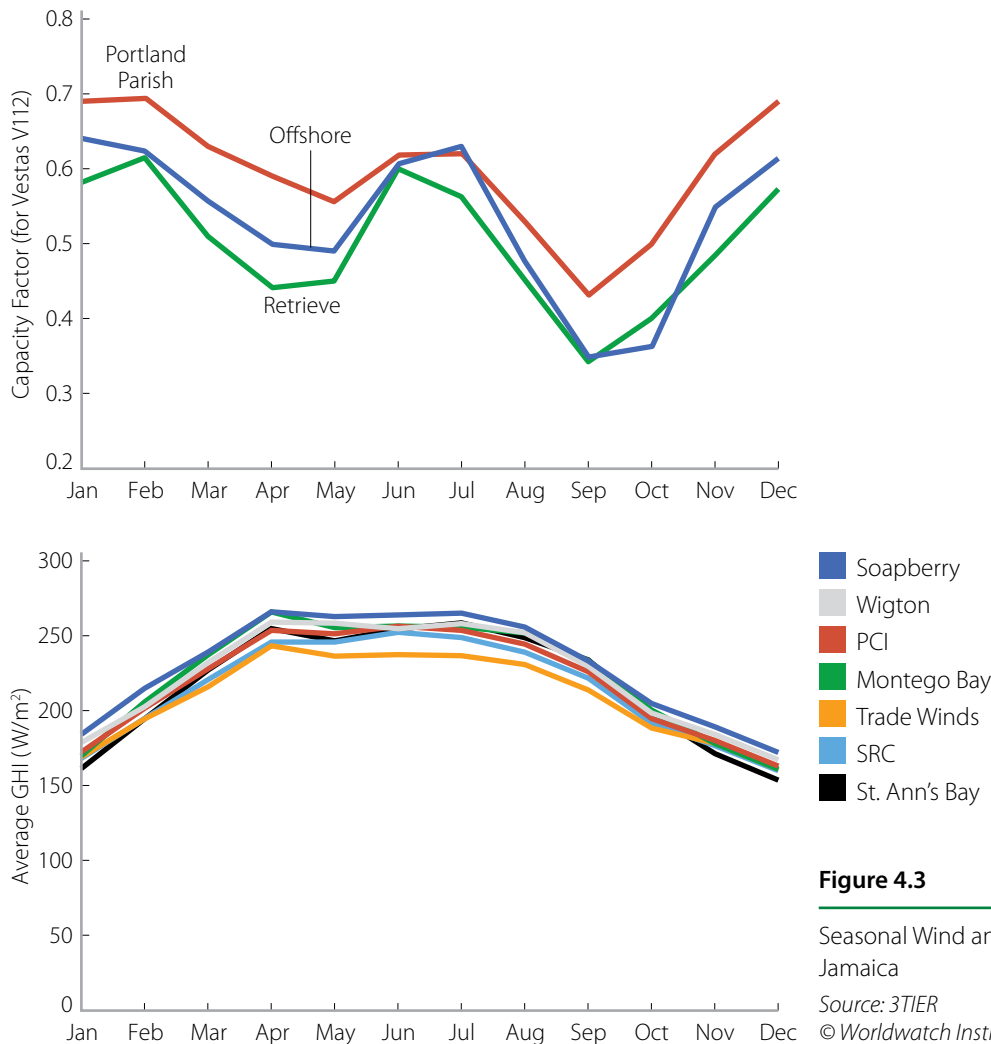 0.8
Portland
Parish
0.7
Offshore
0.6
0.5
Retrieve
0.4
0.3
0.2
Capacity Factor (for Vestas V112)
Jan Feb Mar Apr May Jun Jul Aug Sep Oct Nov Dec
300
250
200
150
100
50
0
Average GHI (W/m²)
Jan Feb Mar Apr May Jun Jul Aug Sep Oct Nov Dec
Soapberry
Wigton
PCI
Montego Bay
Trade Winds
SRC
St. Ann's Bay
Figure 4.3
Seasonal Wind
Jamaica
Source: 3TIER
© Worldwatch